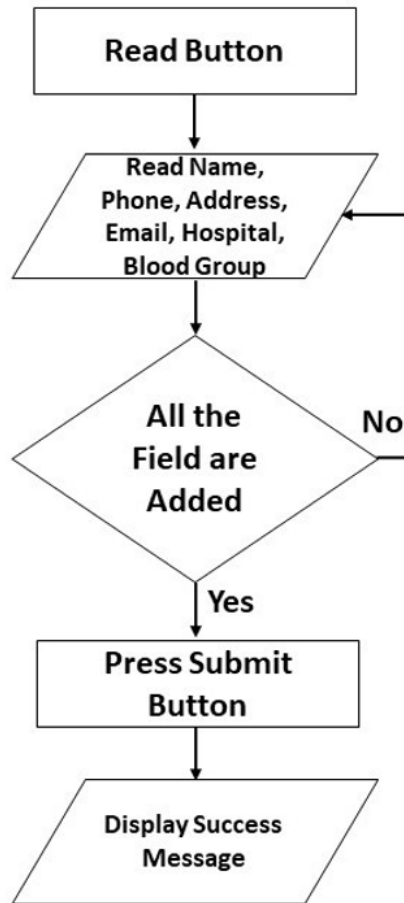 Read Button
Read Name,
Phone, Address,
Email, Hospital,
Blood Group
All the
Field are
Added
No
Yes
Press Submit
Button
Display Success
Message